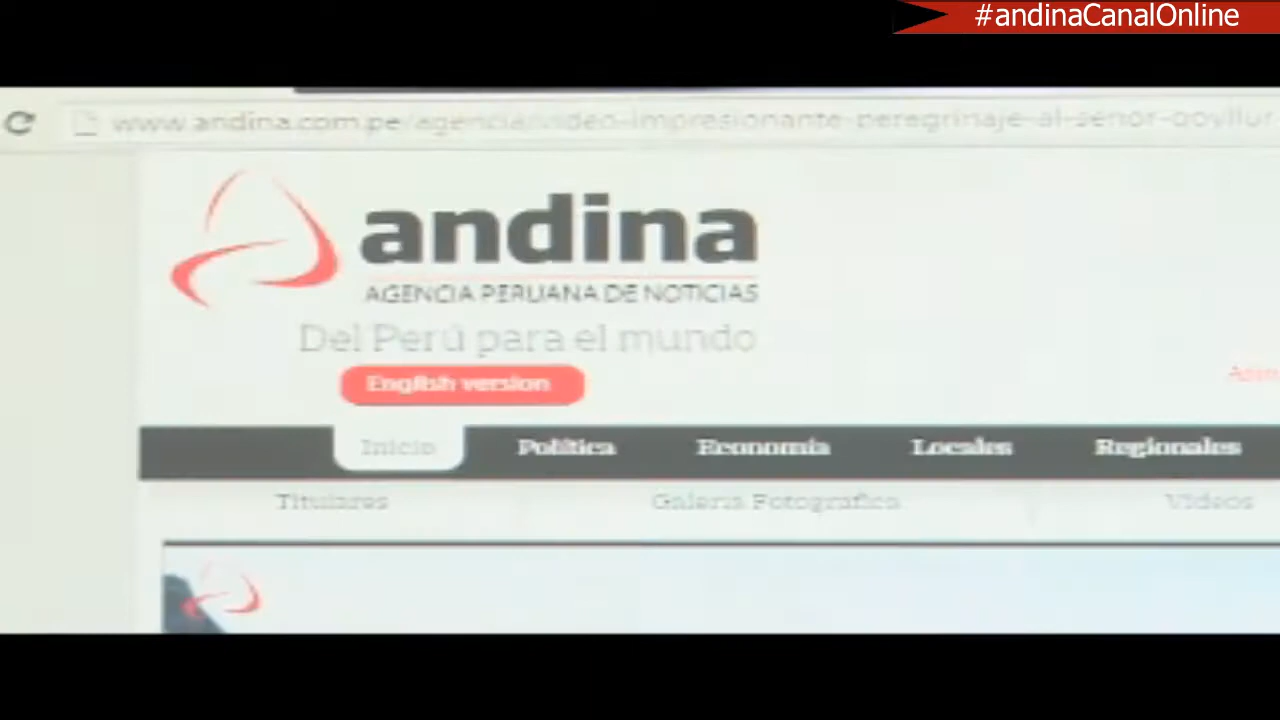 #andinaCanalOnline
www.andina.com.pe/agencia/video-impresionante-peregrinaje-al-senor-qoyllur
andina
AGENCIA PERUANA DE NOTICIAS
Del Perú para el mundo
English version
Inicio Política Economía Locales Regionales
Titulares Galería Fotográfica Videos